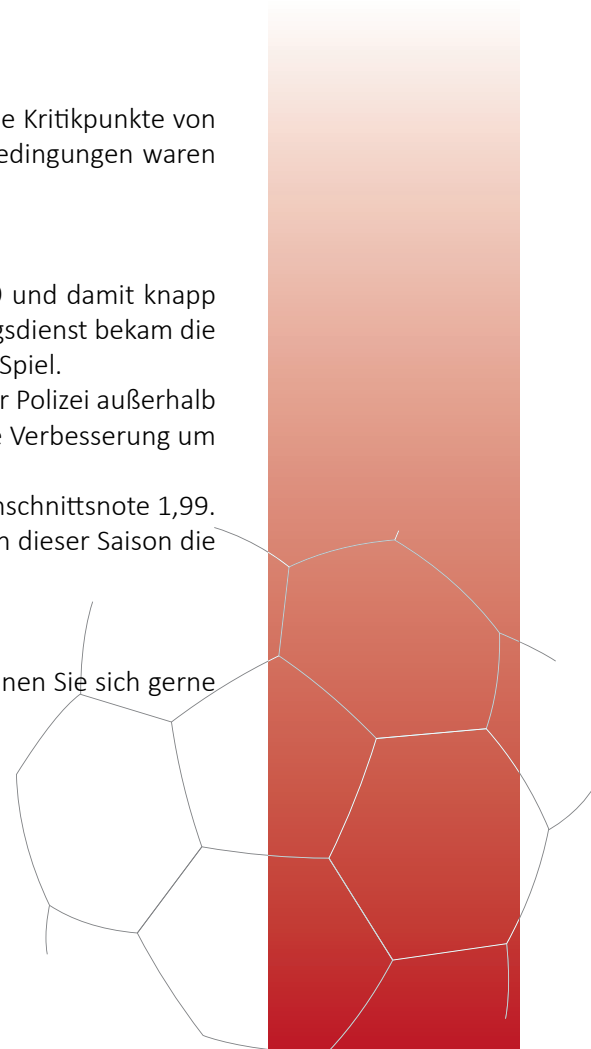 e Kritikpunkte von
edingungen waren
und damit knapp
gsdienst bekam die
Spiel.
r Polizei außerhalb
e Verbesserung um
nschnittsnote 1,99.
n dieser Saison die
nen Sie sich gerne